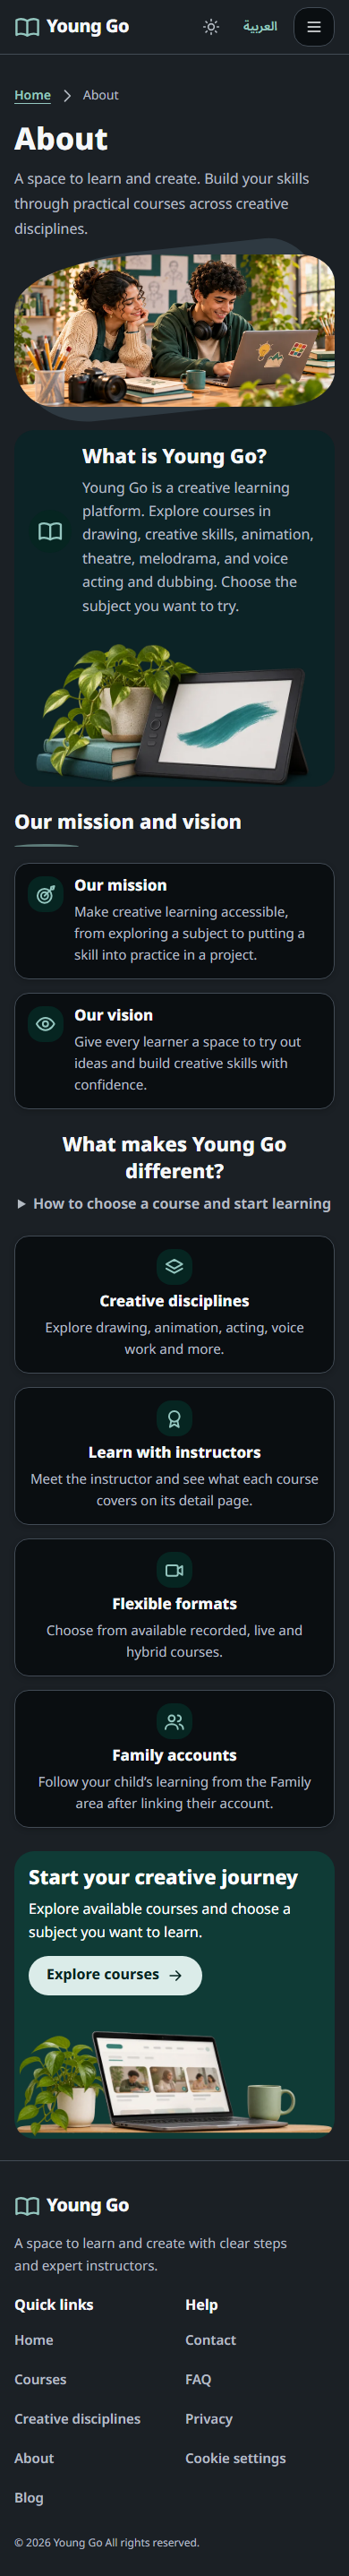 Young Go
العربية
Home > About
About
A space to learn and create. Build your skills
through practical courses across creative
disciplines.
What is Young Go?
Young Go is a creative learning
platform. Explore courses in
drawing, creative skills, animation,
theatre, melodrama, and voice
acting and dubbing. Choose the
subject you want to try.
Our mission and vision
Our mission
Make creative learning accessible,
from exploring a subject to putting a
skill into practice in a project.
Our vision
Give every learner a space to try out
ideas and build creative skills with
confidence.
What makes Young Go
different?
How to choose a course and start learning
Creative disciplines
Explore drawing, animation, acting, voice
work and more.
Learn with instructors
Meet the instructor and see what each course
covers on its detail page.
Flexible formats
Choose from available recorded, live and
hybrid courses.
Family accounts
Follow your child’s learning from the Family
area after linking their account.
Start your creative journey
Explore available courses and choose a
subject you want to learn.
Explore courses →
Young Go
A space to learn and create with clear steps
and expert instructors.
Quick links
Home
Courses
Creative disciplines
About
Blog
Help
Contact
FAQ
Privacy
Cookie settings
© 2026 Young Go All rights reserved.